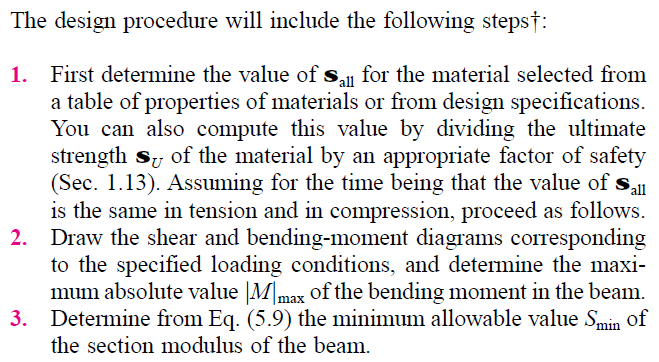 The design procedure will include the following steps†:
1. First determine the value of s_all for the material selected from
a table of properties of materials or from design specifications.
You can also compute this value by dividing the ultimate
strength s_U of the material by an appropriate factor of safety
(Sec. 1.13). Assuming for the time being that the value of s_all
is the same in tension and in compression, proceed as follows.
2. Draw the shear and bending-moment diagrams corresponding
to the specified loading conditions, and determine the maxi-
mum absolute value |M|max of the bending moment in the beam.
3. Determine from Eq. (5.9) the minimum allowable value Smin of
the section modulus of the beam.